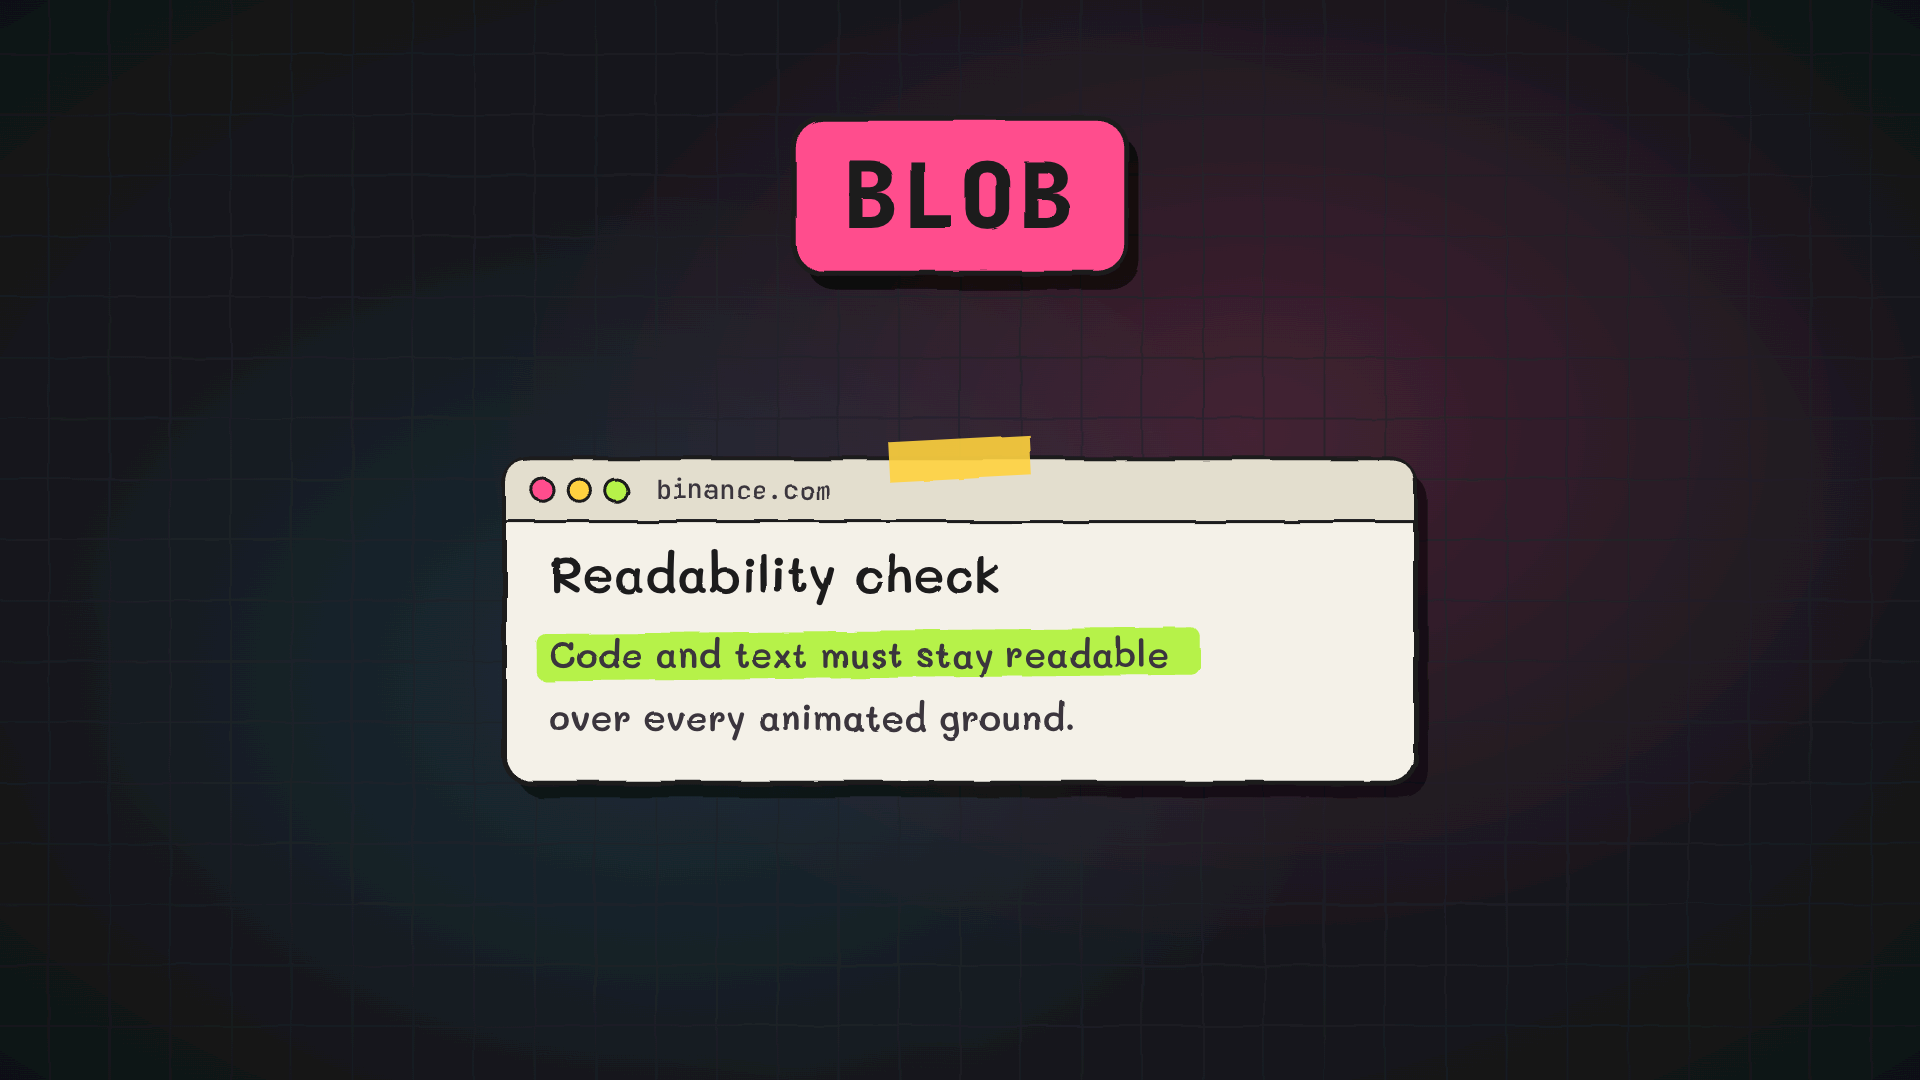 BLOB
binance.com
Readability check
Code and text must stay readable
over every animated ground.